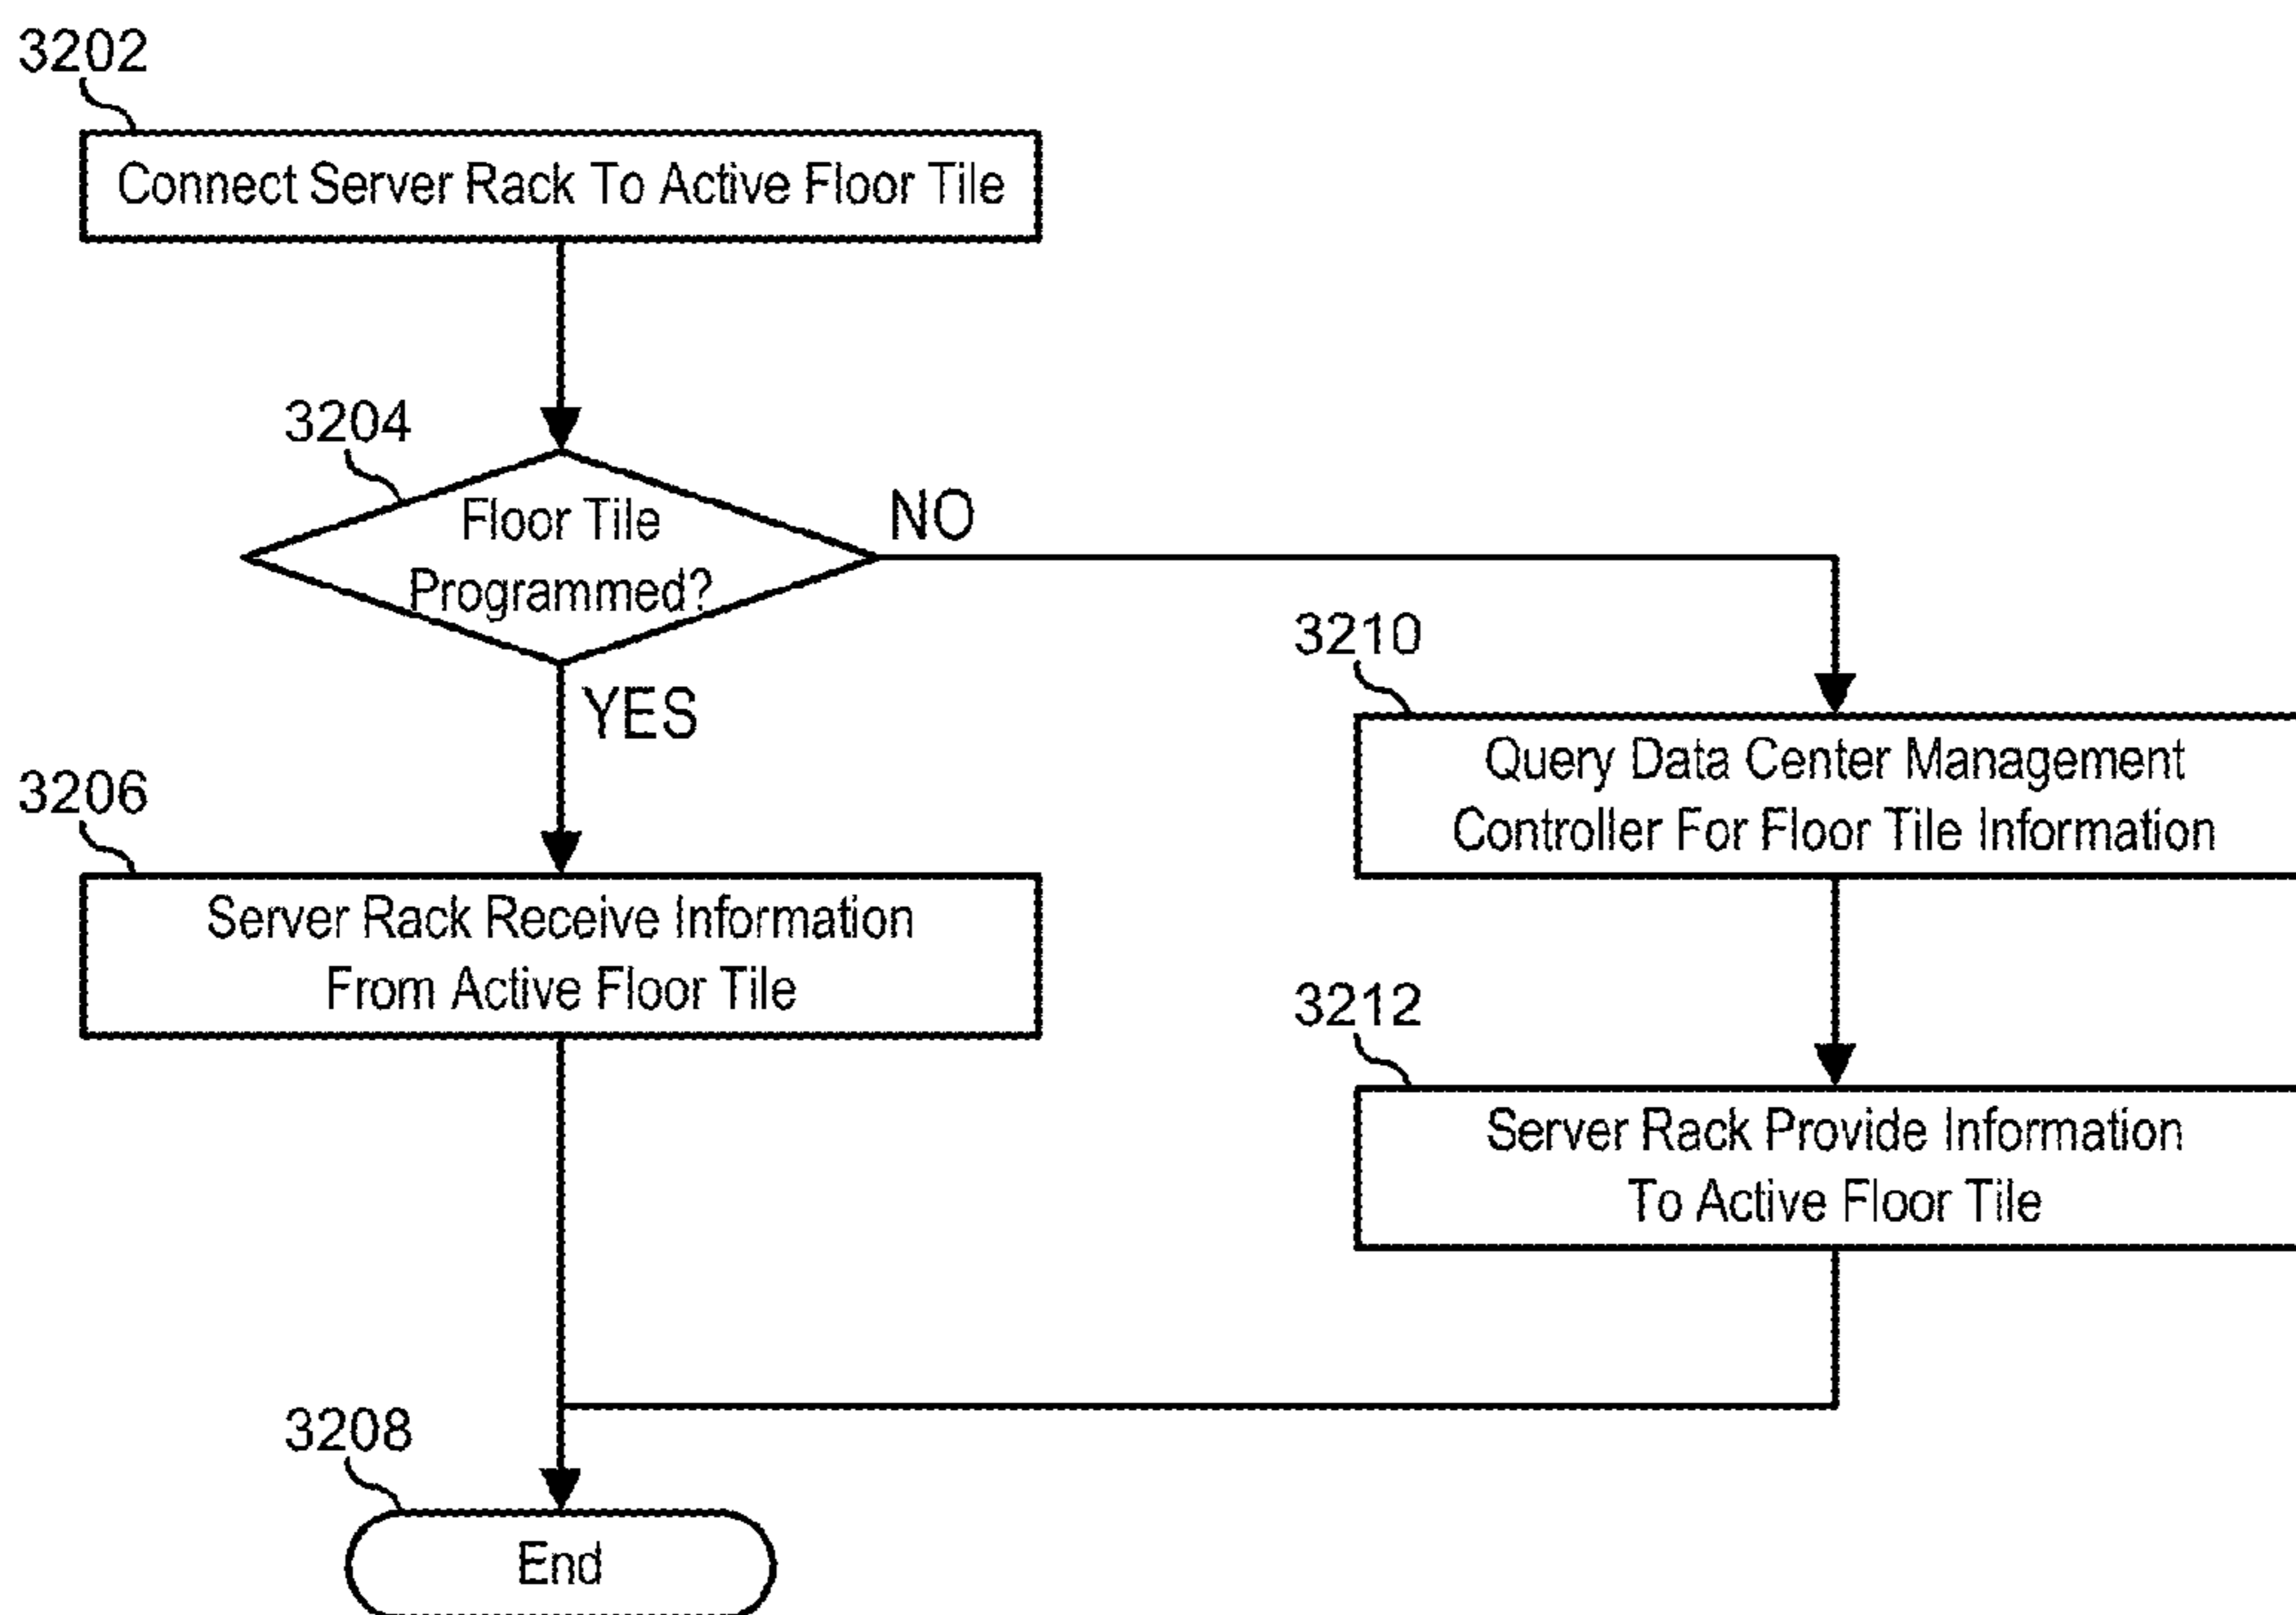 3202
Connect Server Rack To Active Floor Tile
3204
Floor Tile
Programmed?
NO
YES
3210
Query Data Center Management
Controller For Floor Tile Information
3206
Server Rack Receive Information
From Active Floor Tile
3212
Server Rack Provide Information
To Active Floor Tile
3208
End